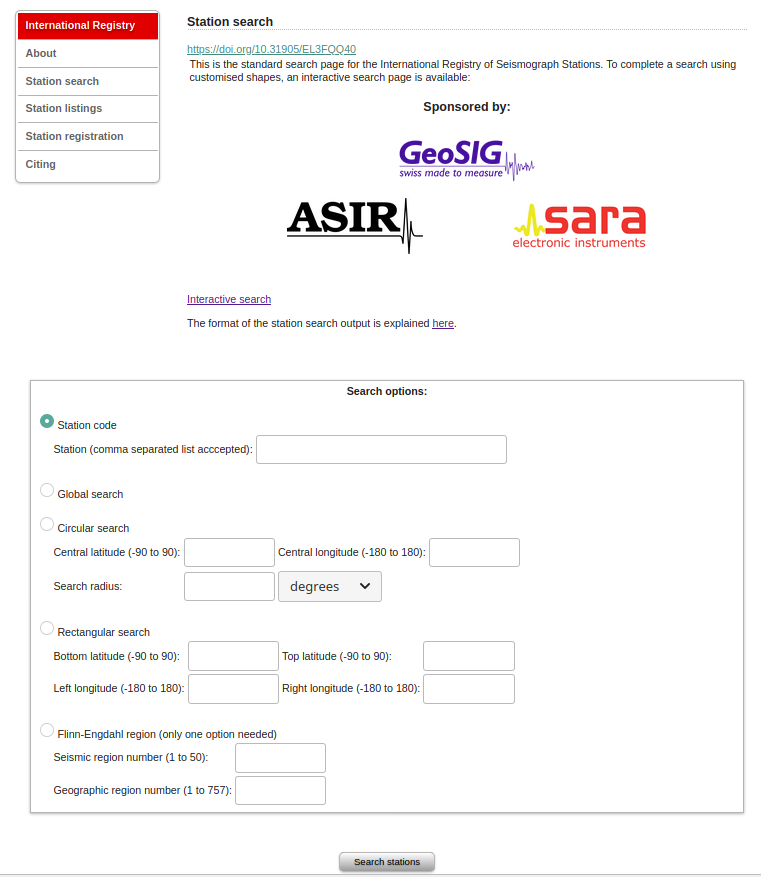 International Registry
About
Station search
Station listings
Station registration
Citing
Station search
https://doi.org/10.31905/EL3FQQ40
This is the standard search page for the International Registry of Seismograph Stations. To complete a search using
customised shapes, an interactive search page is available:
Sponsored by:
GeoSIG
swiss made to measure
ASIR
sara
electronic instruments
Interactive search
The format of the station search output is explained here.
Search options:
Station code
Station (comma separated list acccepted):
Global search
Circular search
Central latitude (-90 to 90): Central longitude (-180 to 180):
Search radius: degrees
Rectangular search
Bottom latitude (-90 to 90): Top latitude (-90 to 90):
Left longitude (-180 to 180): Right longitude (-180 to 180):
Flinn-Engdahl region (only one option needed)
Seismic region number (1 to 50):
Geographic region number (1 to 757):
Search stations